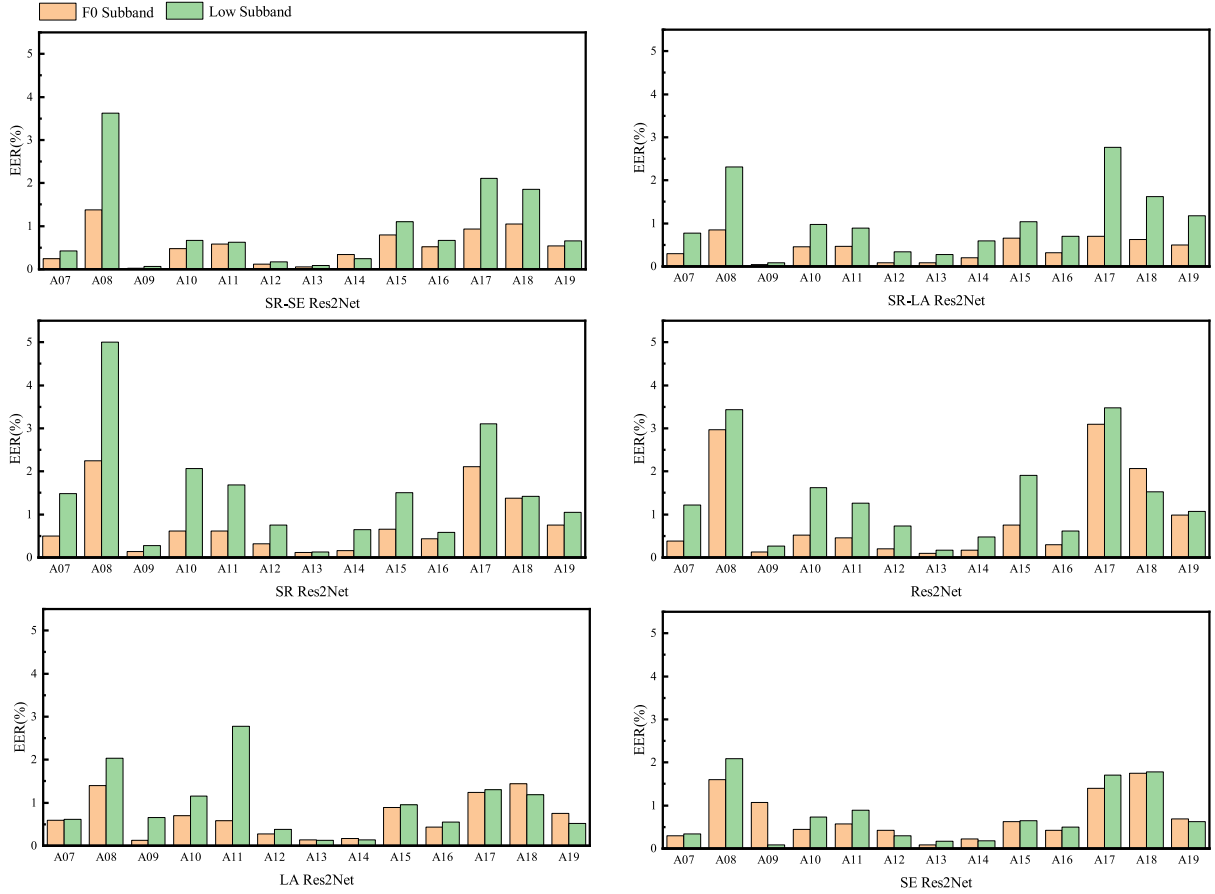 F0 Subband Low Subband
5
4
3
2
1
0
EER(%)
A07 A08 A09 A10 A11 A12 A13 A14 A15 A16 A17 A18 A19
SR-SE Res2Net
5
4
3
2
1
0
EER(%)
A07 A08 A09 A10 A11 A12 A13 A14 A15 A16 A17 A18 A19
SR-LA Res2Net
5
4
3
2
1
0
EER(%)
A07 A08 A09 A10 A11 A12 A13 A14 A15 A16 A17 A18 A19
SR Res2Net
5
4
3
2
1
0
EER(%)
A07 A08 A09 A10 A11 A12 A13 A14 A15 A16 A17 A18 A19
Res2Net
5
4
3
2
1
0
EER(%)
A07 A08 A09 A10 A11 A12 A13 A14 A15 A16 A17 A18 A19
LA Res2Net
5
4
3
2
1
0
EER(%)
A07 A08 A09 A10 A11 A12 A13 A14 A15 A16 A17 A18 A19
SE Res2Net